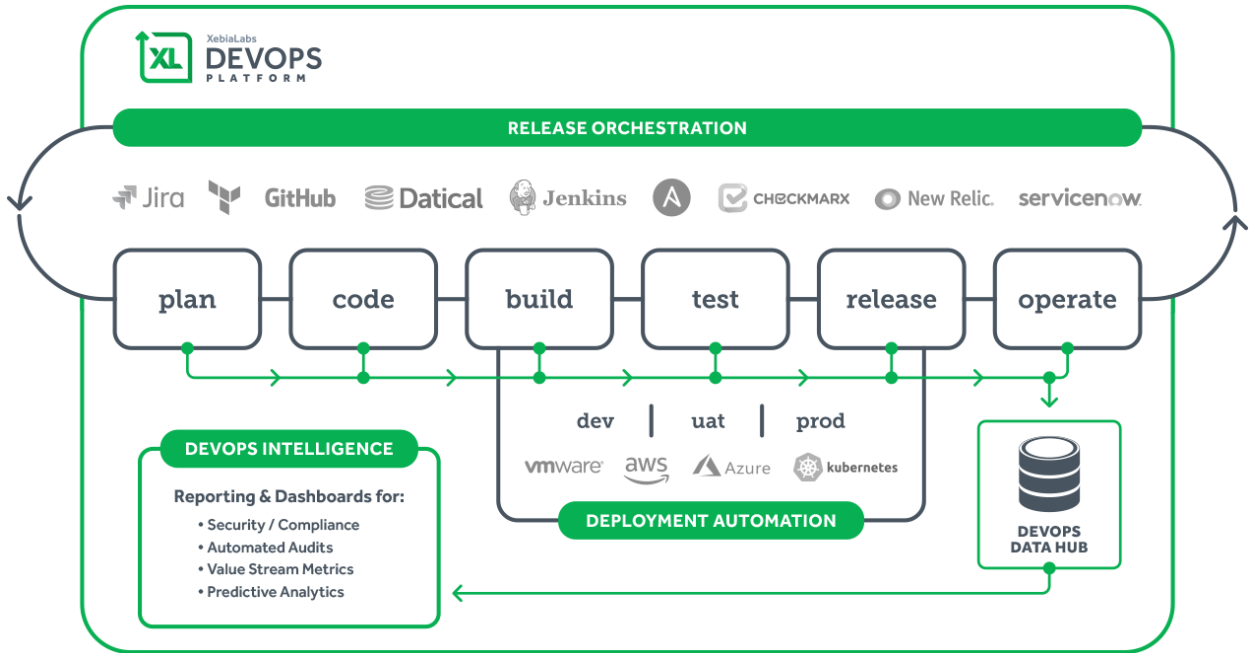 XL
XebiaLabs
DEVOPS
PLATFORM
RELEASE ORCHESTRATION
Jira
GitHub
Datical
Jenkins
A
CHECKMARX
New Relic.
servicenow
plan
code
build
test
release
operate
dev | uat | prod
vmware®
aws
Azure
kubernetes
DEPLOYMENT AUTOMATION
DEVOPS INTELLIGENCE
Reporting & Dashboards for:
• Security / Compliance
• Automated Audits
• Value Stream Metrics
• Predictive Analytics
DEVOPS
DATA HUB